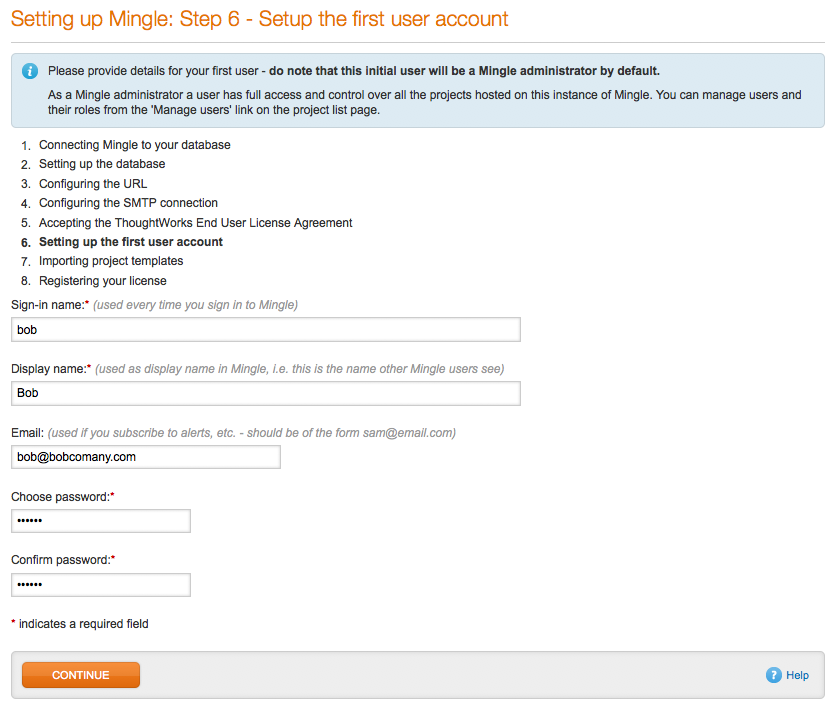 Setting up Mingle: Step 6 - Setup the first user account
Please provide details for your first user - do note that this initial user will be a Mingle administrator by default.
As a Mingle administrator a user has full access and control over all the projects hosted on this instance of Mingle. You can manage users and
their roles from the 'Manage users' link on the project list page.
1. Connecting Mingle to your database
2. Setting up the database
3. Configuring the URL
4. Configuring the SMTP connection
5. Accepting the ThoughtWorks End User License Agreement
6. Setting up the first user account
7. Importing project templates
8. Registering your license
Sign-in name:* (used every time you sign in to Mingle)
bob
Display name:* (used as display name in Mingle, i.e. this is the name other Mingle users see)
Bob
Email: (used if you subscribe to alerts, etc. - should be of the form sam@email.com)
bob@bobcomany.com
Choose password:*
••••••
Confirm password:*
••••••
* indicates a required field
CONTINUE
? Help